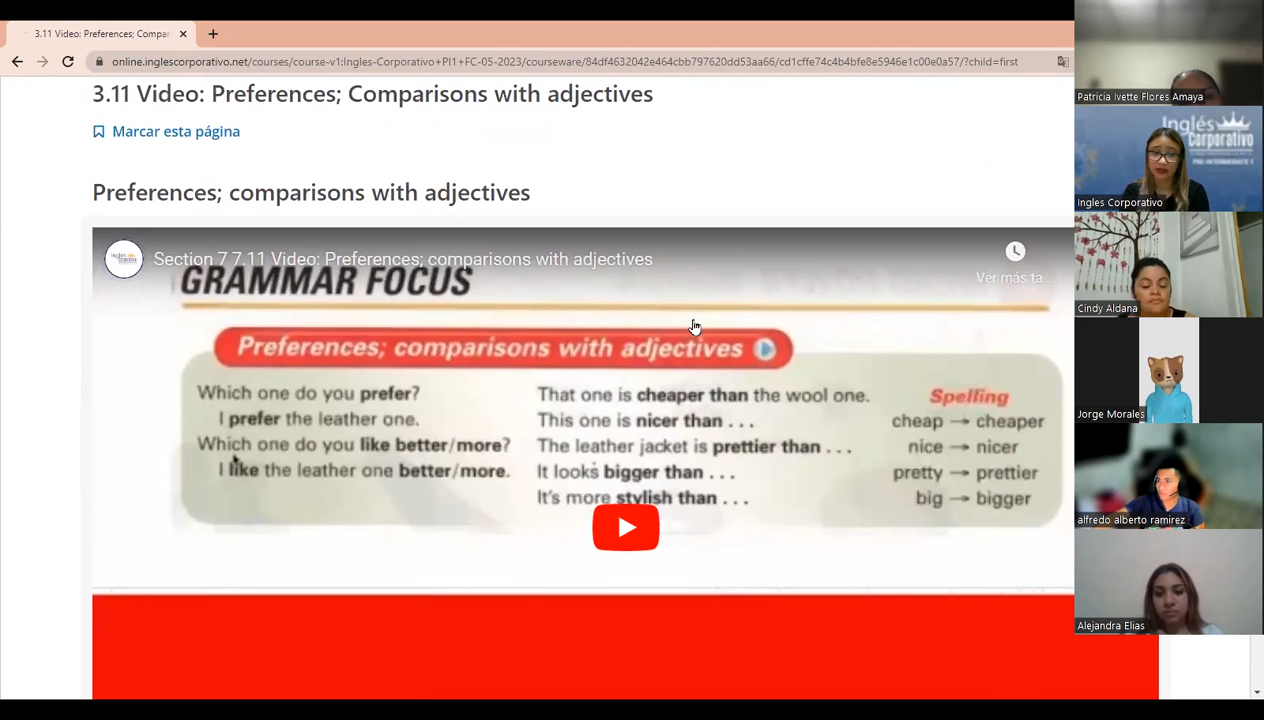 3.11 Video: Preferences; Compar
online.inglescorporativo.net/courses/course-v1:Ingles-Corporativo+PI1+FC-05-2023/courseware/84df4632042e464cbb797620dd53aa66/cd1cffe74c4b4bfe8e5946e1c00e0a57/?child=first
3.11 Video: Preferences; Comparisons with adjectives
Marcar esta página
Preferences; comparisons with adjectives
Section 7 7.11 Video: Preferences; comparisons with adjectives
Ver más ta...
GRAMMAR FOCUS
Preferences; comparisons with adjectives
Which one do you prefer?
I prefer the leather one.
Which one do you like better/more?
I like the leather one better/more.
That one is cheaper than the wool one.
This one is nicer than . . .
The leather jacket is prettier than . . .
It looks bigger than . . .
It's more stylish than . . .
Spelling
cheap → cheaper
nice → nicer
pretty → prettier
big → bigger
Patricia Ivette Flores Amaya
Inglés
Corporativo
PRE-INTERMEDIATE 1
Ingles Corporativo
Cindy Aldana
Jorge Morales
alfredo alberto ramirez
Alejandra Elias